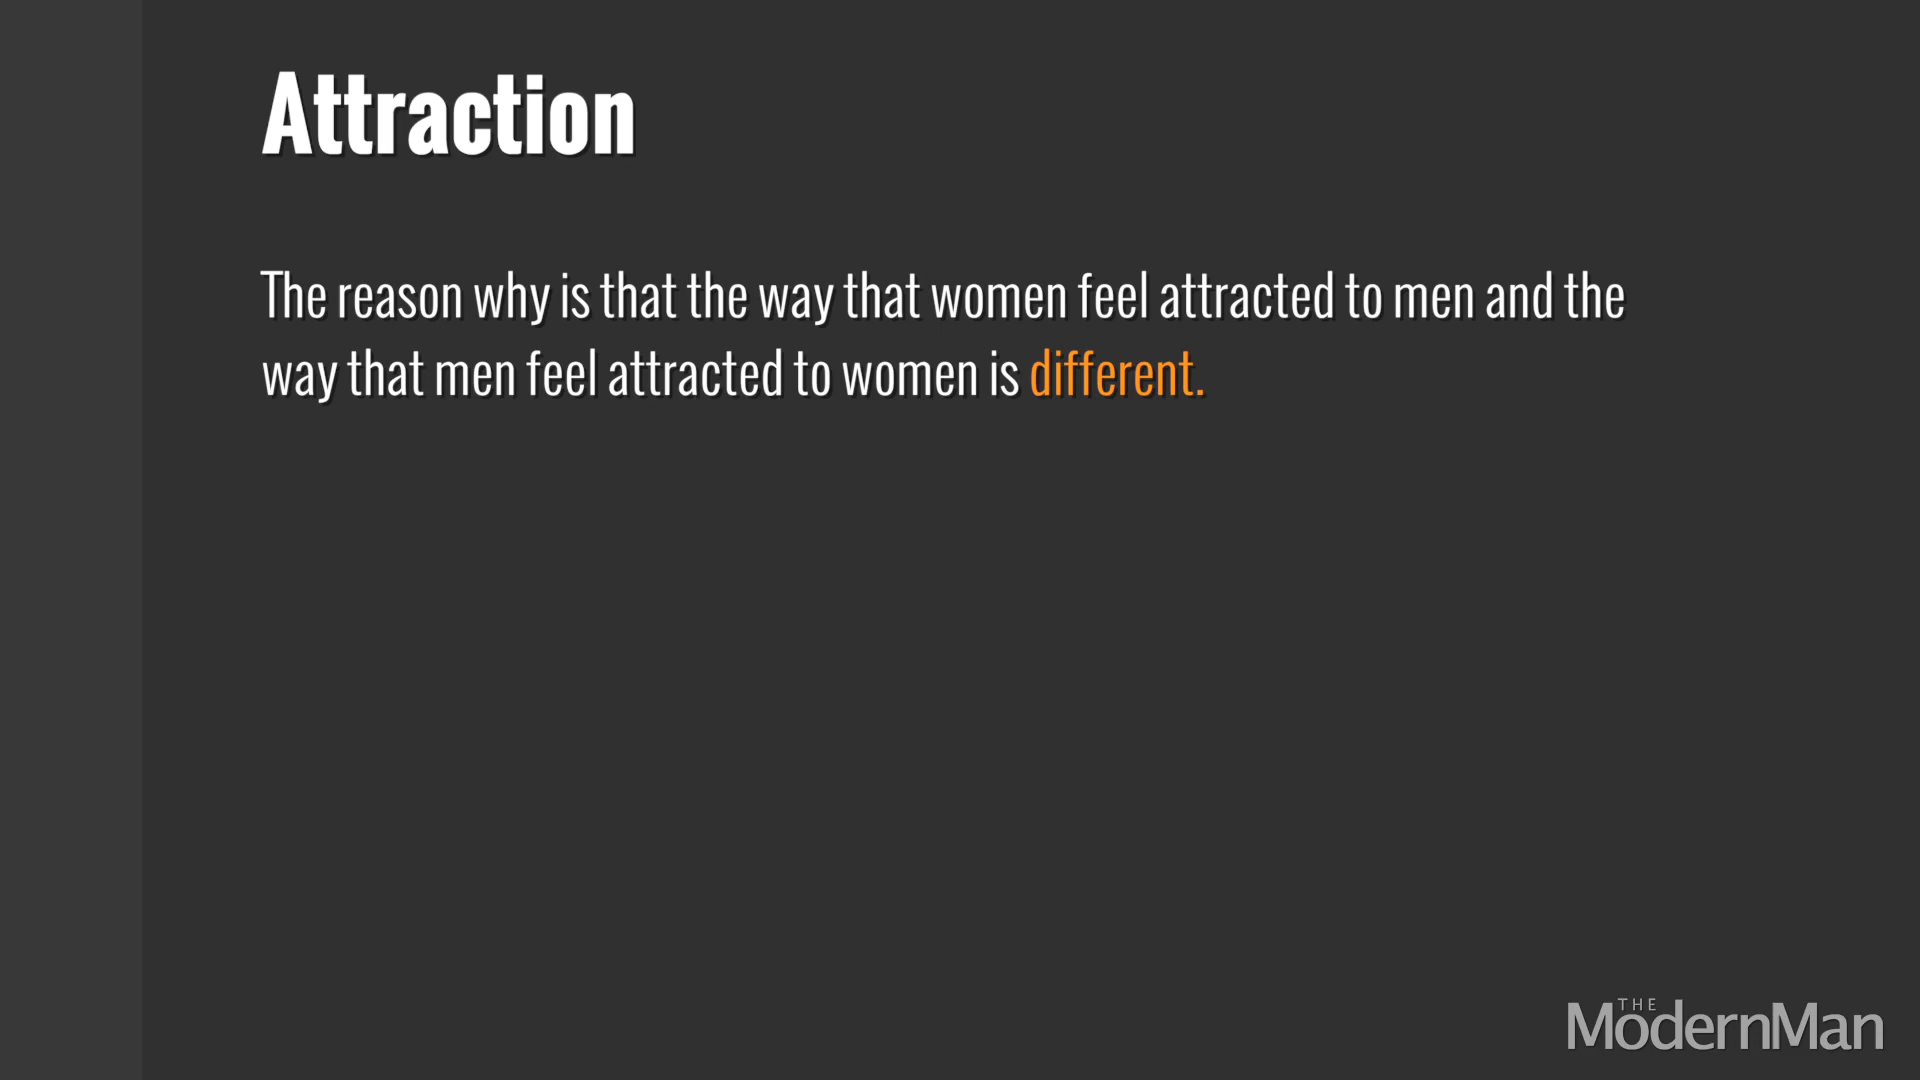 Attraction
The reason why is that the way that women feel attracted to men and the
way that men feel attracted to women is different.
THE
ModernMan